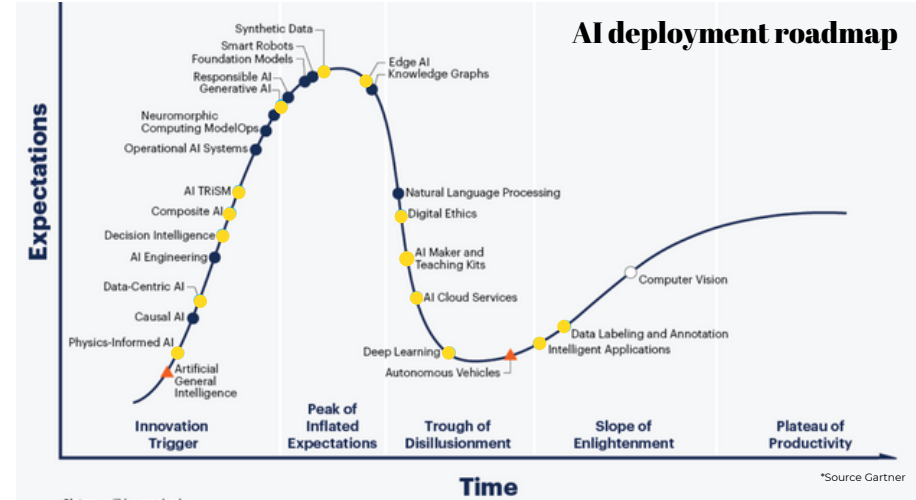 AI deployment roadmap
Expectations
Synthetic Data
Smart Robots
Foundation Models
Responsible AI
Generative AI
Neuromorphic
Computing ModelOps
Operational AI Systems
AI TRiSM
Composite AI
Decision Intelligence
AI Engineering
Data-Centric AI
Causal AI
Physics-Informed AI
Artificial
General
Intelligence
Edge AI
Knowledge Graphs
Natural Language Processing
Digital Ethics
AI Maker and
Teaching Kits
AI Cloud Services
Deep Learning
Autonomous Vehicles
Computer Vision
Data Labeling and Annotation
Intelligent Applications
Innovation
Trigger
Peak of
Inflated
Expectations
Trough of
Disillusionment
Slope of
Enlightenment
Plateau of
Productivity
*Source Gartner
Time